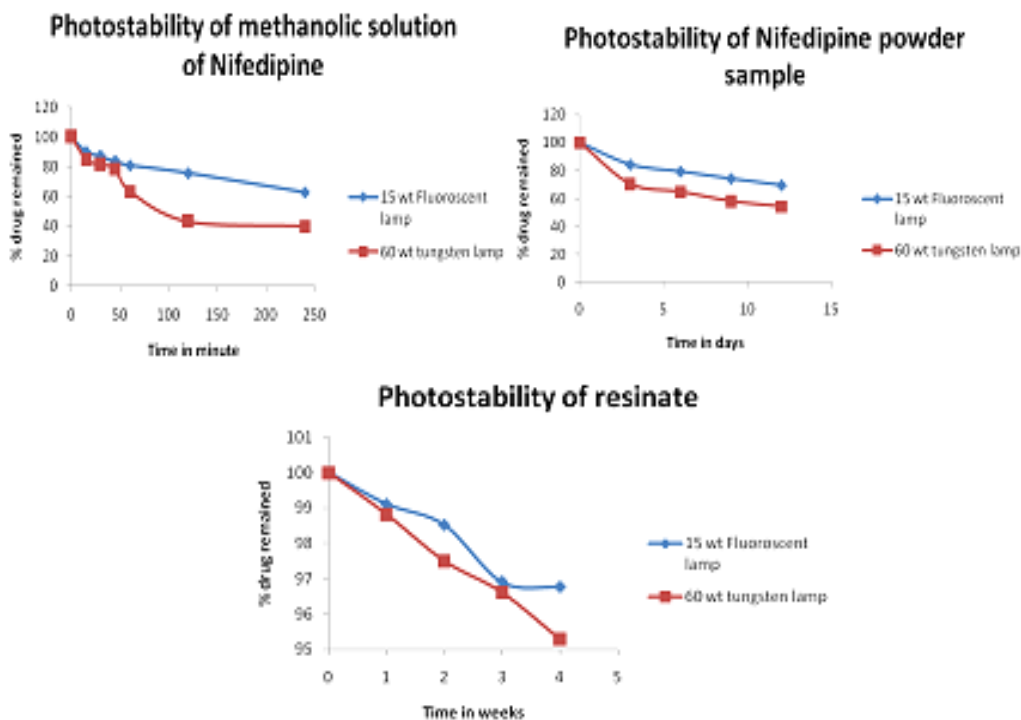 Photostability of methanolic solution
of Nifedipine
120
100
80
60
40
20
0
% drug remained
0 50 100 150 200 250
Time in minute
15 wt Fluoroscent
lamp
60 wt tungsten lamp
Photostability of Nifedipine powder
sample
120
100
80
60
40
20
0
% drug remained
0 5 10 15
Time in days
15 wt Fluoroscent
lamp
60 wt tungsten lamp
Photostability of resinate
101
100
99
98
97
96
95
% drug remained
0 1 2 3 4 5
Time in weeks
15 wt Fluoroscent
lamp
60 wt tungsten lamp